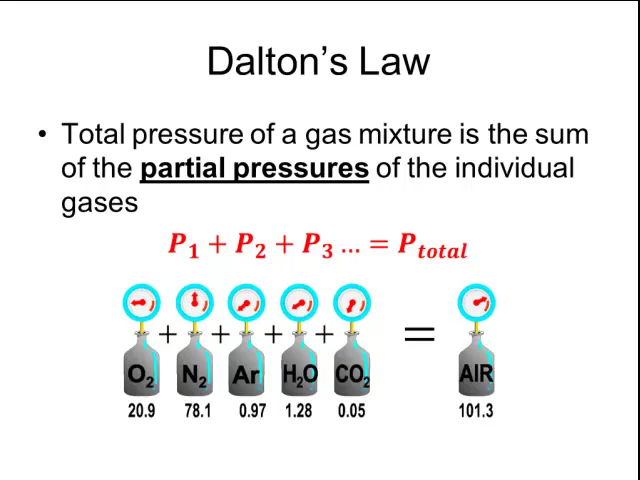 Dalton's Law
• Total pressure of a gas mixture is the sum
of the partial pressures of the individual
gases
P₁ + P₂ + P₃ … = P_total
O₂ + N₂ + Ar + H₂O + CO₂ = AIR
20.9 78.1 0.97 1.28 0.05 101.3